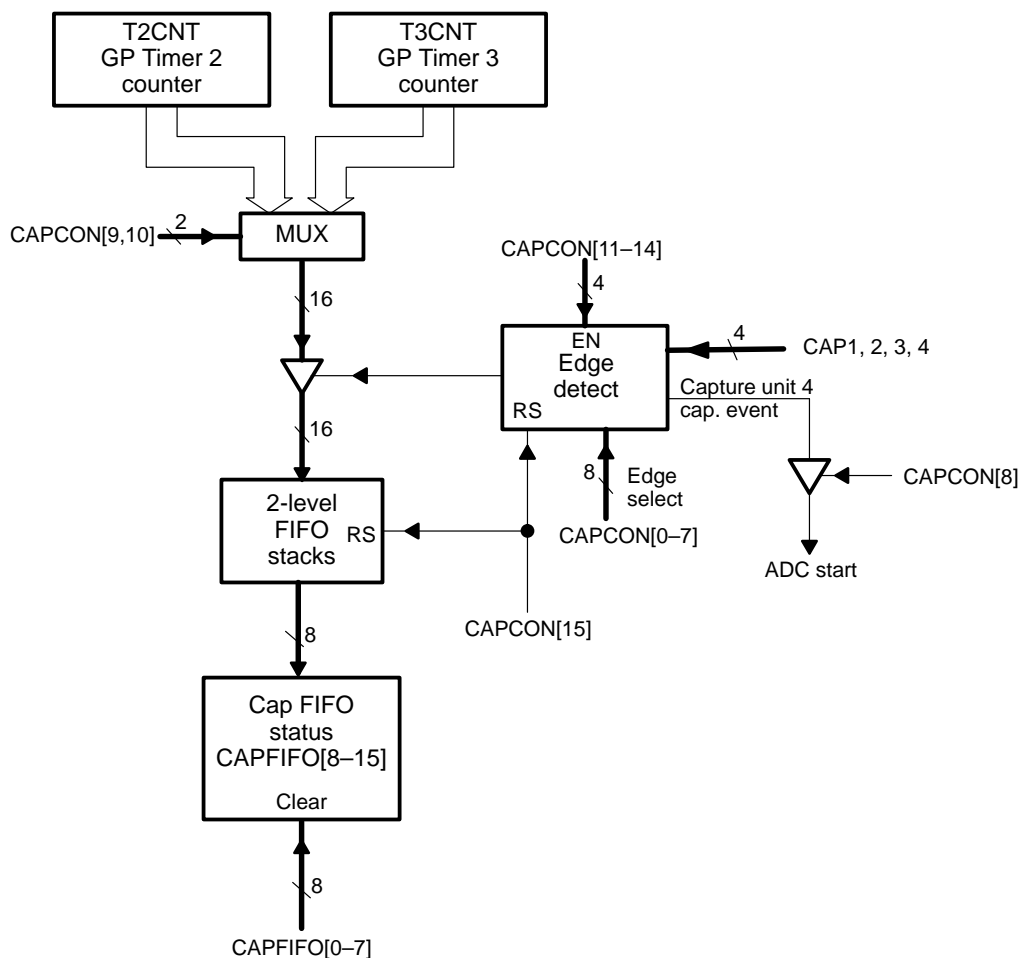 T2CNT
GP Timer 2
counter
T3CNT
GP Timer 3
counter
CAPCON[9,10]
2
MUX
16
CAPCON[11–14]
4
EN
Edge
detect
RS
4
CAP1, 2, 3, 4
Capture unit 4
cap. event
16
8
Edge
select
CAPCON[0–7]
CAPCON[8]
ADC start
2-level
FIFO
stacks
RS
CAPCON[15]
8
Cap FIFO
status
CAPFIFO[8–15]
Clear
8
CAPFIFO[0–7]